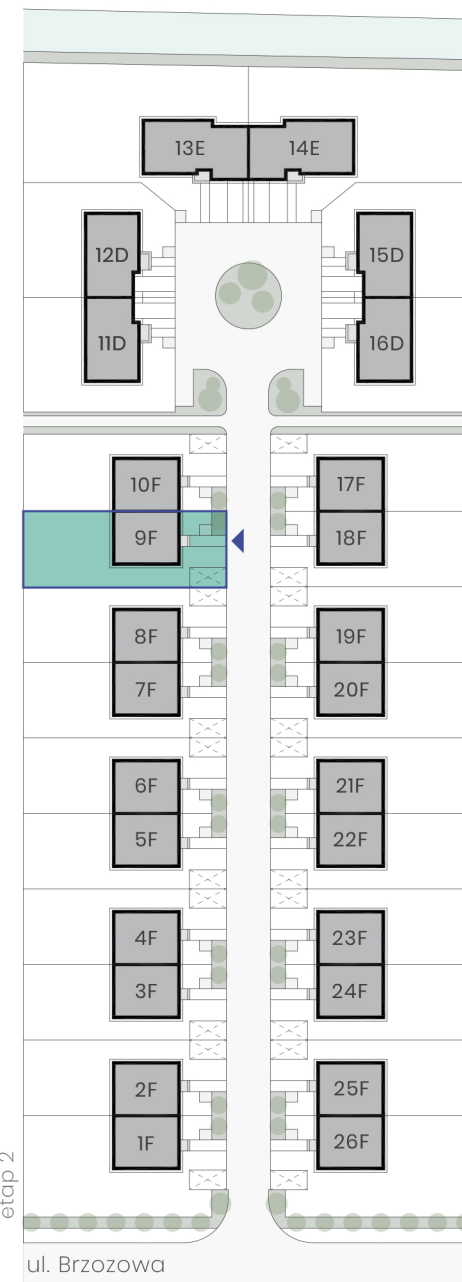 13E 14E
12D 15D
11D 16D
10F 17F
9F 18F
8F 19F
7F 20F
6F 21F
5F 22F
4F 23F
3F 24F
2F 25F
1F 26F
etap 2
ul. Brzozowa